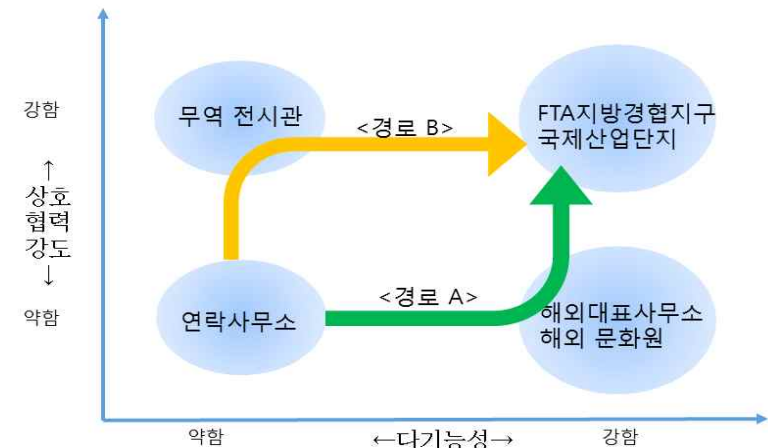 강함
무역 전시관
<경로 B>
FTA지방경협지구
국제산업단지
↑
상호
협력
강도
↓
약함
연락사무소
<경로 A>
해외대표사무소
해외 문화원
약함
←다기능성→
강함